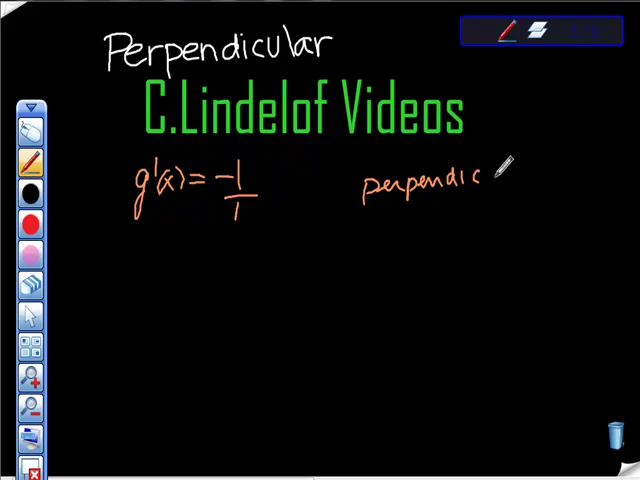 Perpendicular
C.Lindelof Videos
g'(x) = -1 perpendic
1